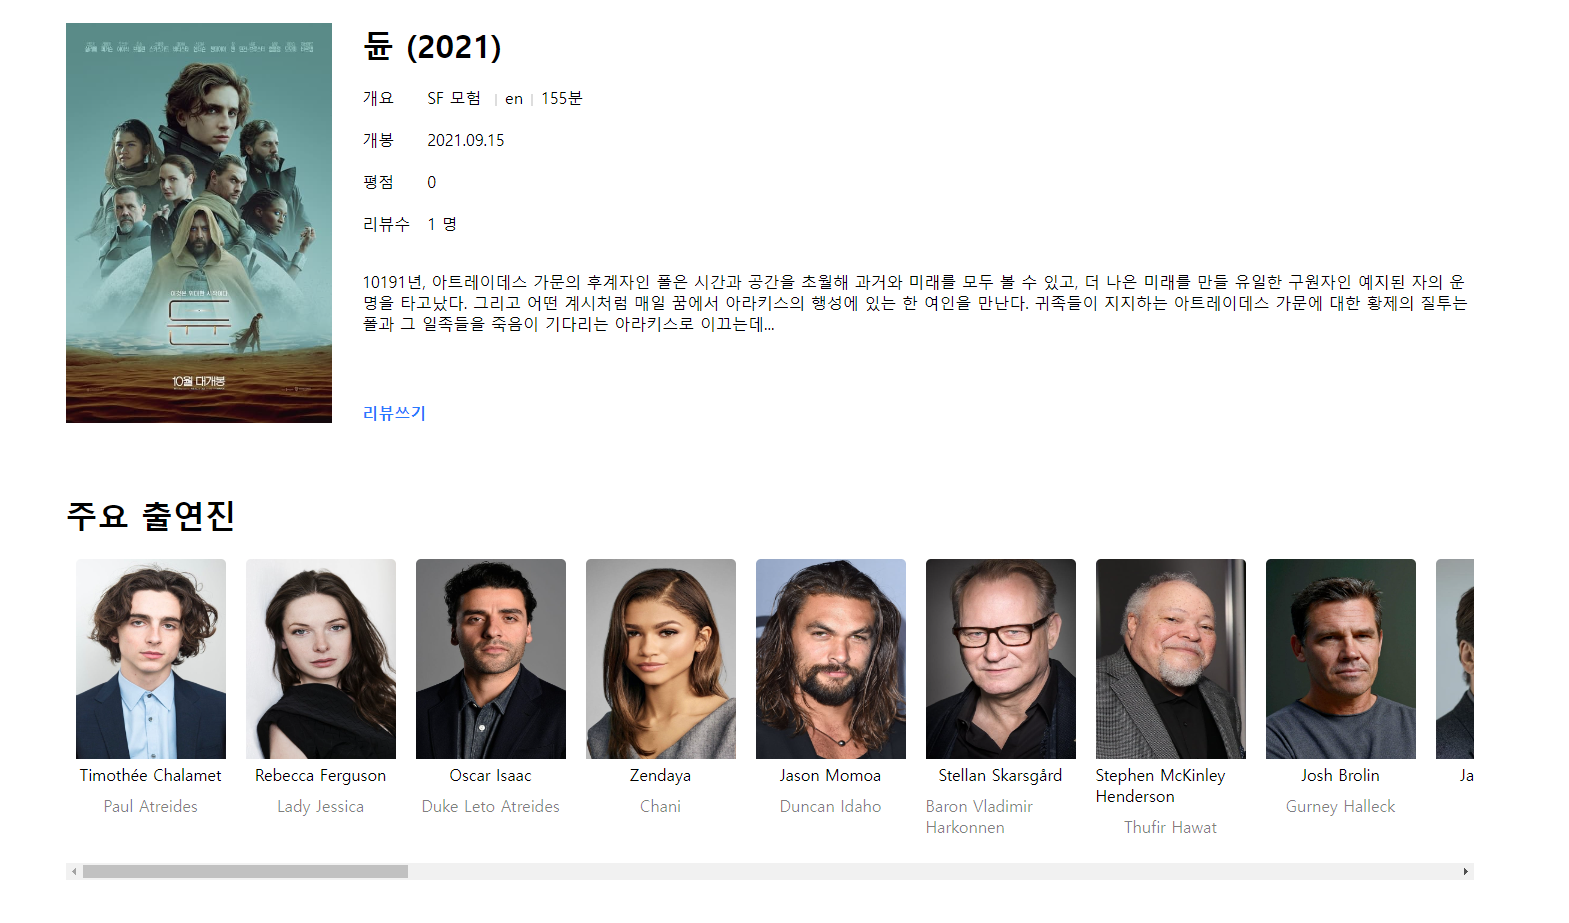 듄 (2021)
개요 SF 모험 | en | 155분
개봉 2021.09.15
평점 0
리뷰수 1 명
10191년, 아트레이데스 가문의 후계자인 폴은 시간과 공간을 초월해 과거와 미래를 모두 볼 수 있고, 더 나은 미래를 만들 유일한 구원자인 예지된 자의 운
명을 타고났다. 그리고 어떤 계시처럼 매일 꿈에서 아라키스의 행성에 있는 한 여인을 만난다. 귀족들이 지지하는 아트레이데스 가문에 대한 황제의 질투는
폴과 그 일족들을 죽음이 기다리는 아라키스로 이끄는데...
리뷰쓰기
이것은 위대한 시작이다
듄
10월 대개봉
주요 출연진
Timothée Chalamet
Paul Atreides
Rebecca Ferguson
Lady Jessica
Oscar Isaac
Duke Leto Atreides
Zendaya
Chani
Jason Momoa
Duncan Idaho
Stellan Skarsgård
Baron Vladimir
Harkonnen
Stephen McKinley
Henderson
Thufir Hawat
Josh Brolin
Gurney Halleck
Ja